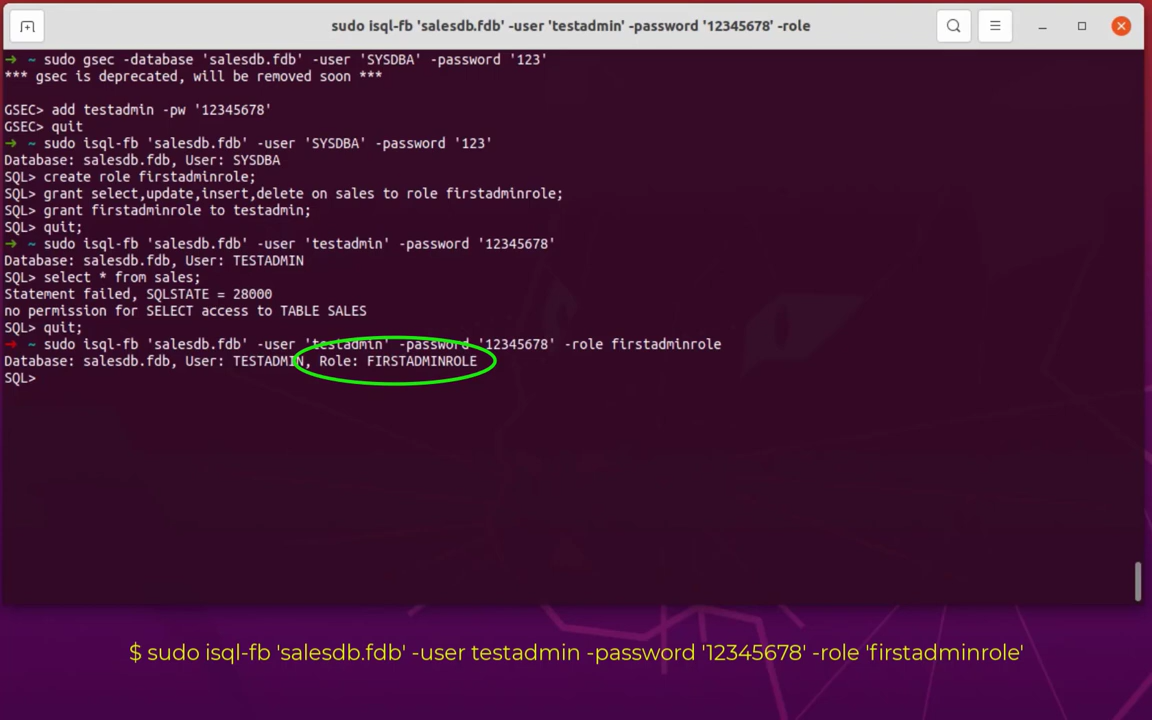 sudo isql-fb 'salesdb.fdb' -user 'testadmin' -password '12345678' -role
→ ~ sudo gsec -database 'salesdb.fdb' -user 'SYSDBA' -password '123'
*** gsec is deprecated, will be removed soon ***
GSEC> add testadmin -pw '12345678'
GSEC> quit
→ ~ sudo isql-fb 'salesdb.fdb' -user 'SYSDBA' -password '123'
Database: salesdb.fdb, User: SYSDBA
SQL> create role firstadminrole;
SQL> grant select,update,insert,delete on sales to role firstadminrole;
SQL> grant firstadminrole to testadmin;
SQL> quit;
→ ~ sudo isql-fb 'salesdb.fdb' -user 'testadmin' -password '12345678'
Database: salesdb.fdb, User: TESTADMIN
SQL> select * from sales;
Statement failed, SQLSTATE = 28000
no permission for SELECT access to TABLE SALES
SQL> quit;
→ ~ sudo isql-fb 'salesdb.fdb' -user 'testadmin' -password '12345678' -role firstadminrole
Database: salesdb.fdb, User: TESTADMIN, Role: FIRSTADMINROLE
SQL>
$ sudo isql-fb 'salesdb.fdb' -user testadmin -password '12345678' -role 'firstadminrole'